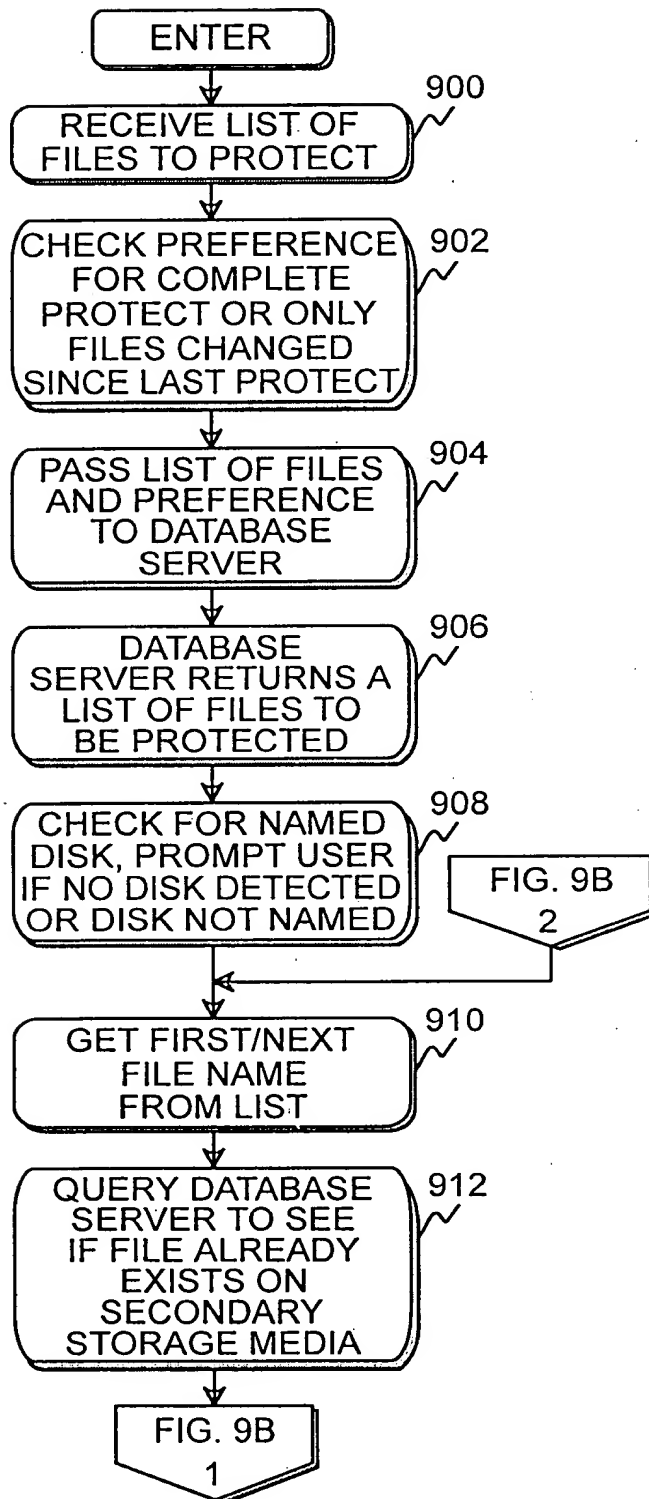 ENTER
900
RECEIVE LIST OF
FILES TO PROTECT
902
CHECK PREFERENCE
FOR COMPLETE
PROTECT OR ONLY
FILES CHANGED
SINCE LAST PROTECT
904
PASS LIST OF FILES
AND PREFERENCE
TO DATABASE
SERVER
906
DATABASE
SERVER RETURNS A
LIST OF FILES TO
BE PROTECTED
908
CHECK FOR NAMED
DISK, PROMPT USER
IF NO DISK DETECTED
OR DISK NOT NAMED
FIG. 9B
2
910
GET FIRST/NEXT
FILE NAME
FROM LIST
912
QUERY DATABASE
SERVER TO SEE
IF FILE ALREADY
EXISTS ON
SECONDARY
STORAGE MEDIA
FIG. 9B
1